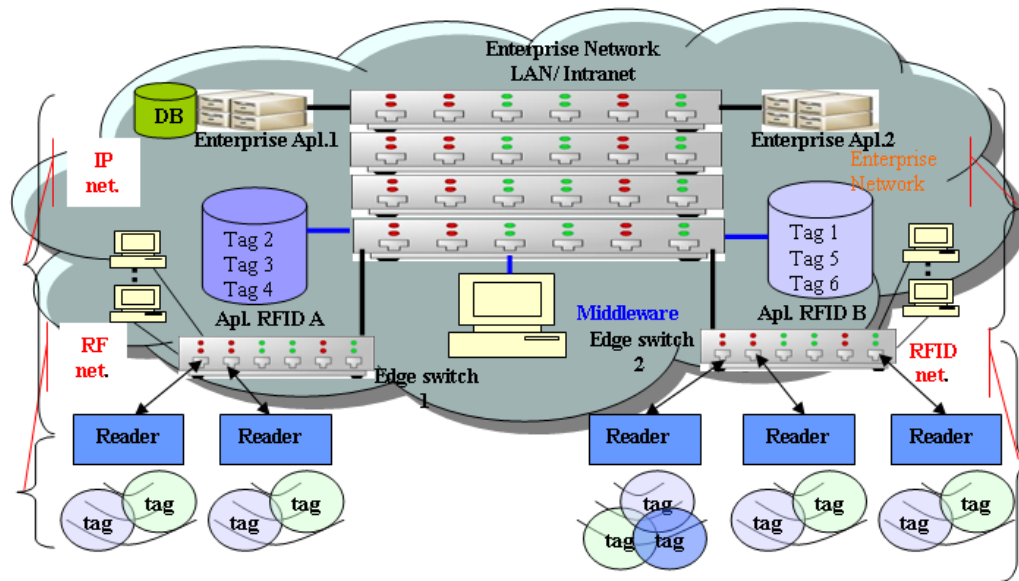 Enterprise Network
LAN/ Intranet
DB
Enterprise Apl.1
Enterprise Apl.2
IP
net.
Enterprise
Network
Tag 2
Tag 3
Tag 4
Tag 1
Tag 5
Tag 6
Apl. RFID A
Middleware
Apl. RFID B
RF
net.
Edge switch
1
Edge switch
2
RFID
net.
Reader
Reader
Reader
Reader
Reader
tag
tag
tag
tag
tag
tag
tag
tag
tag
tag
tag